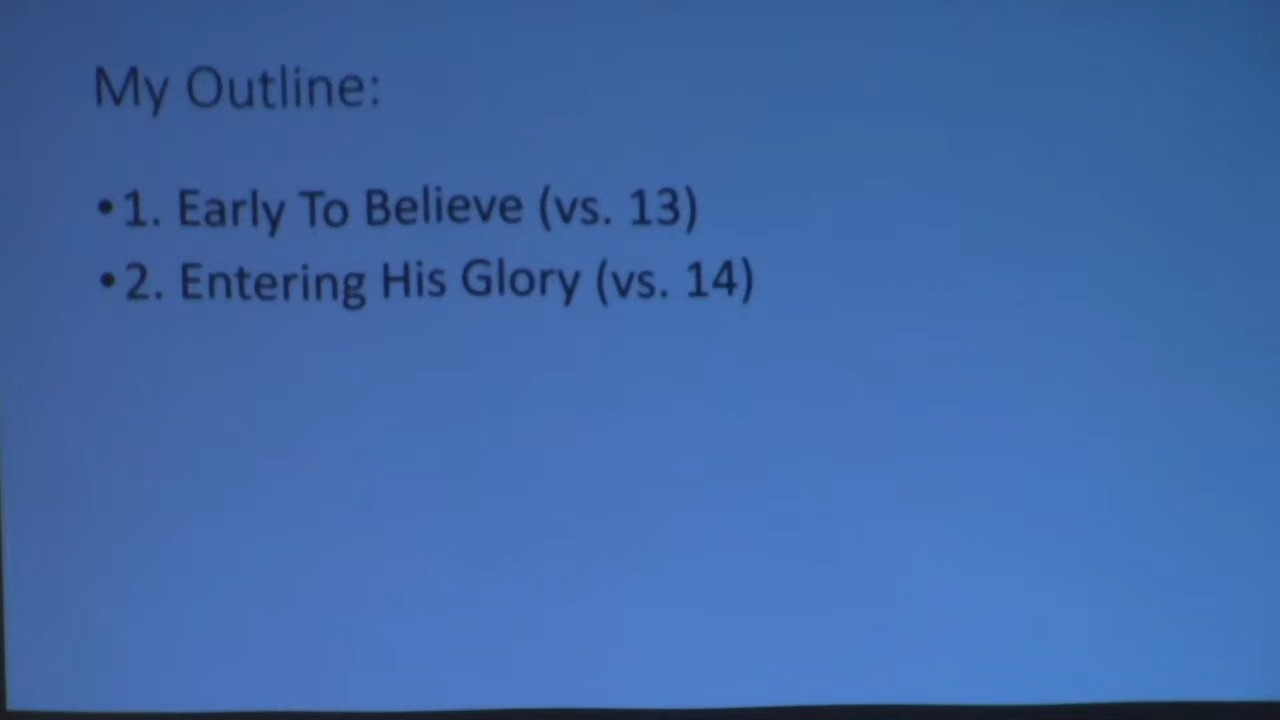 My Outline:
•1. Early To Believe (vs. 13)
•2. Entering His Glory (vs. 14)